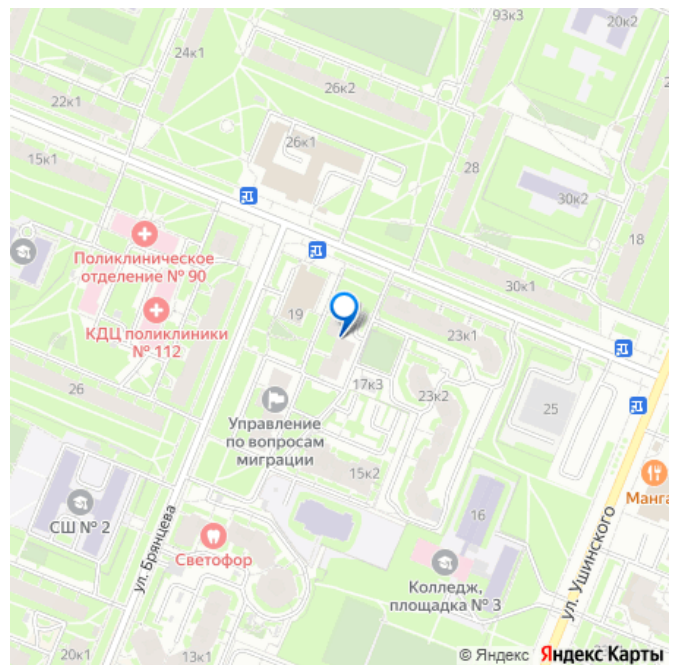 93к3
20к2
24к1
26к2
22к1
26к1
15к1
28
30к2
18
Поликлиническое
отделение № 90
30к1
КДЦ поликлиники
№ 112
19
23к1
17к3
26
23к2
25
Управление
по вопросам
миграции
15к2
Манга
СШ № 2
16
ул. Брянцева
ул. Ушинского
Светофор
Колледж,
площадка № 3
20к1
13к1
© Яндекс Яндекс Карты